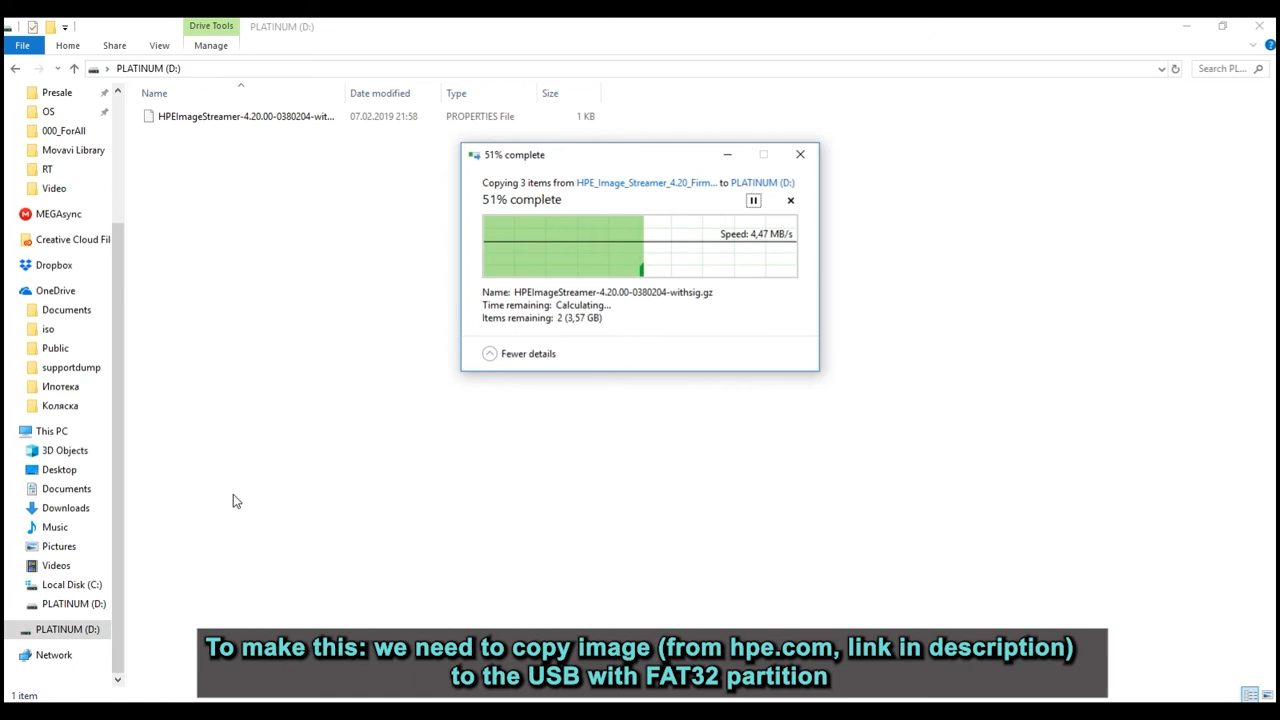 Drive Tools
PLATINUM (D:)
File
Home
Share
View
Manage
PLATINUM (D:)
Search PL...
Name
Date modified
Type
Size
HPEImageStreamer-4.20.00-0380204-wit...
07.02.2019 21:58
PROPERTIES File
1 KB
Presale
OS
000_ForAll
Movavi Library
RT
Video
MEGAsync
Creative Cloud Fil
Dropbox
OneDrive
Documents
iso
Public
supportdump
Ипотека
Коляска
This PC
3D Objects
Desktop
Documents
Downloads
Music
Pictures
Videos
Local Disk (C:)
PLATINUM (D:)
PLATINUM (D:)
Network
1 item
51% complete
Copying 3 items from HPE_Image_Streamer_4.20_Firm... to PLATINUM (D:)
51% complete
Speed: 4,47 MB/s
Name: HPEImageStreamer-4.20.00-0380204-withsig.gz
Time remaining: Calculating...
Items remaining: 2 (3,57 GB)
Fewer details
To make this: we need to copy image (from hpe.com, link in description)
to the USB with FAT32 partition